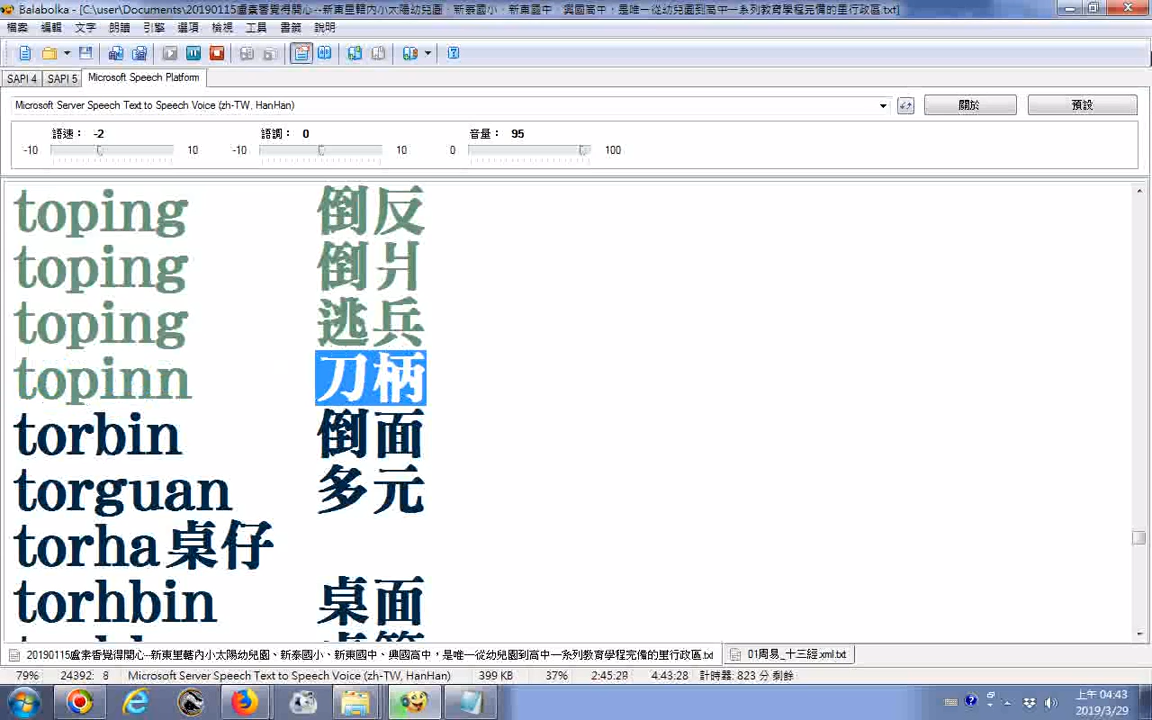 Balabolka - [C:\user\Documents\20190115盧素香覺得開心--新東里轄內小太陽幼兒園、新泰國小、新東國中、興國高中，是唯一從幼兒園到高中一系列教育學程完備的里行政區.txt]
檔案 編輯 文字 朗讀 引擎 選項 檢視 工具 書籤 說明
SAPI 4 SAPI 5 Microsoft Speech Platform
Microsoft Server Speech Text to Speech Voice (zh-TW, HanHan) 關於 預設
語速： -2 語調： 0 音量： 95
-10 10 -10 10 0 100
toping 倒反
toping 倒爿
toping 逃兵
topinn 刀柄
torbin 倒面
torguan 多元
torha桌仔
torhbin 桌面
20190115盧素香覺得開心--新東里轄內小太陽幼兒園、新泰國小、新東國中、興國高中，是唯一從幼兒園到高中一系列教育學程完備的里行政區.txt 01周易_十三經.xml.txt
79% 24392: 8 Microsoft Server Speech Text to Speech Voice (zh-TW, HanHan) 399 KB 37% 2:45:28 4:43:28 計時器: 823 分 剩餘
上午 04:43
2019/3/29